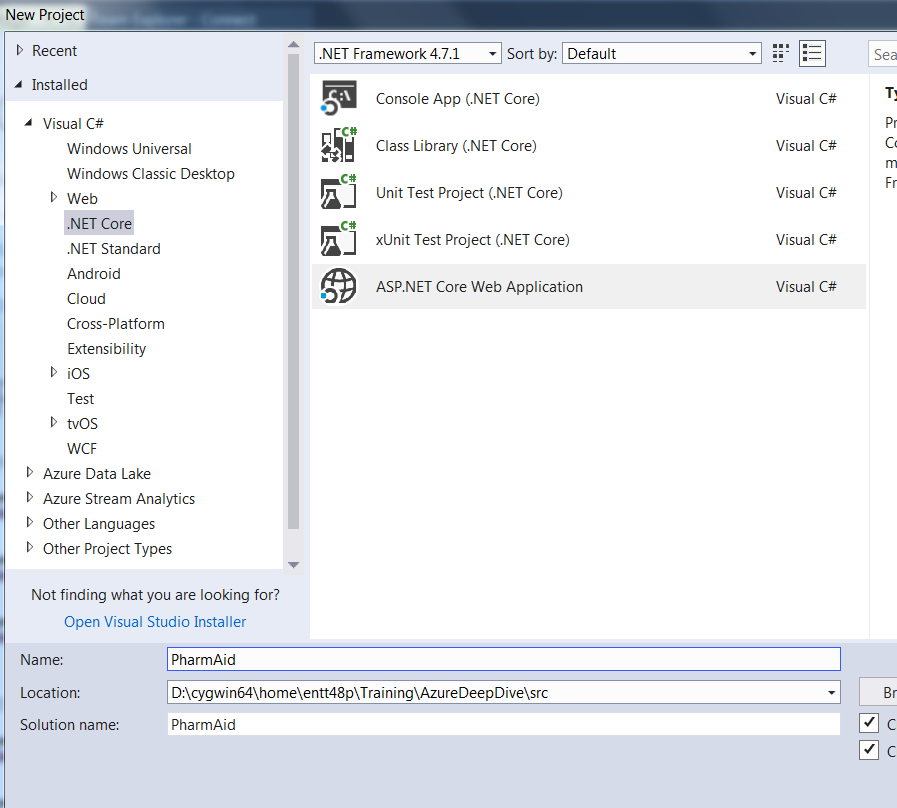 New Project
Recent
Installed
Visual C#
Windows Universal
Windows Classic Desktop
Web
.NET Core
.NET Standard
Android
Cloud
Cross-Platform
Extensibility
iOS
Test
tvOS
WCF
Azure Data Lake
Azure Stream Analytics
Other Languages
Other Project Types
Not finding what you are looking for?
Open Visual Studio Installer
.NET Framework 4.7.1 Sort by: Default Sea
Console App (.NET Core) Visual C#
Class Library (.NET Core) Visual C#
Unit Test Project (.NET Core) Visual C#
xUnit Test Project (.NET Core) Visual C#
ASP.NET Core Web Application Visual C#
Ty
Pr
Co
m
Fr
Name: PharmAid
Location: D:\cygwin64\home\entt48p\Training\AzureDeepDive\src Br
Solution name: PharmAid C
C